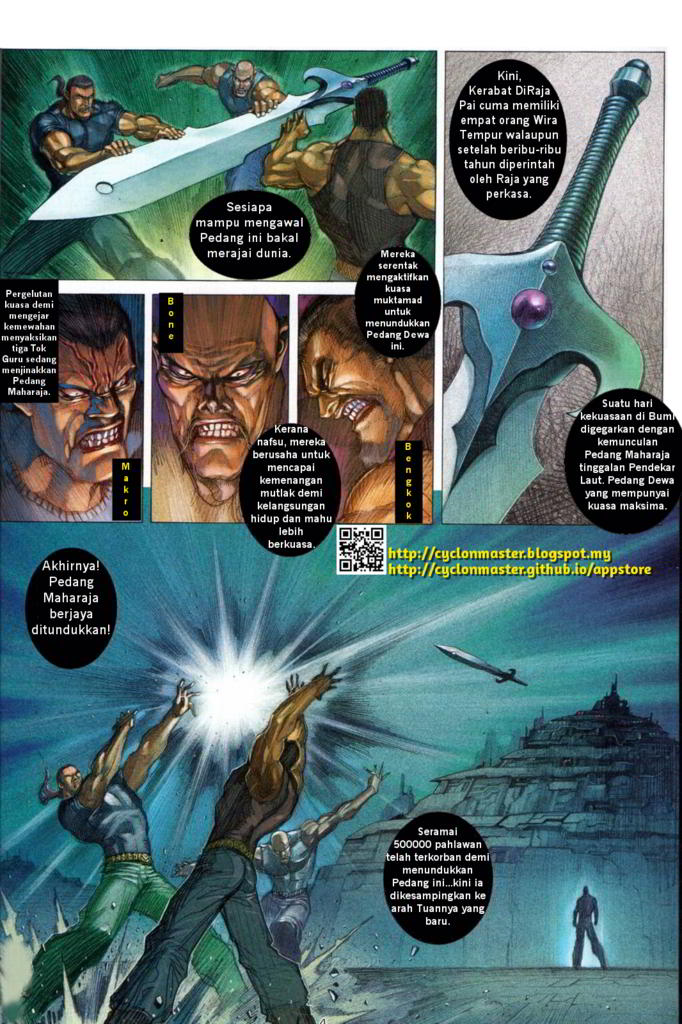 Sesiapa
mampu mengawal
Pedang ini bakal
merajai dunia.
Kini,
Kerabat DiRaja
Pai cuma memiliki
empat orang Wira
Tempur walaupun
setelah beribu-ribu
tahun diperintah
oleh Raja yang
perkasa.
Pergelutan
kuasa demi
mengejar
kemewahan
menyaksikan
tiga Tok
Guru sedang
menjinakkan
Pedang
Maharaja.
Makro
Bone
Kerana
nafsu, mereka
berusaha untuk
mencapai
kemenangan
mutlak demi
kelangsungan
hidup dan mahu
lebih
berkuasa.
Mereka
serentak
mengaktifkan
kuasa
muktamad
untuk
menundukkan
Pedang Dewa
ini.
Bengkok
Suatu hari
kekuasaan di Bumi
digegarkan dengan
kemunculan
Pedang Maharaja
tinggalan Pendekar
Laut. Pedang Dewa
yang mempunyai
kuasa maksima.
http://cyclonmaster.blogspot.my
http://cyclonmaster.github.io/appstore
Akhirnya!
Pedang
Maharaja
berjaya
ditundukkan!
Seramai
500000 pahlawan
telah terkorban demi
menundukkan
Pedang ini...kini ia
dikesampingkan ke
arah Tuannya yang
baru.